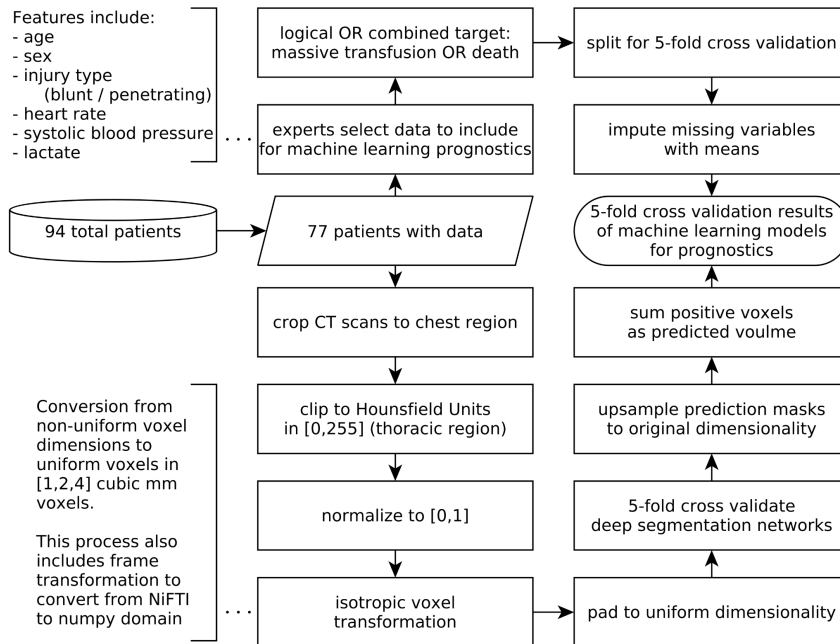 Features include:
- age
- sex
- injury type
(blunt / penetrating)
- heart rate
- systolic blood pressure
- lactate
. . .
logical OR combined target:
massive transfusion OR death
split for 5-fold cross validation
experts select data to include
for machine learning prognostics
impute missing variables
with means
94 total patients
77 patients with data
5-fold cross validation results
of machine learning models
for prognostics
crop CT scans to chest region
sum positive voxels
as predicted voulme
Conversion from
non-uniform voxel
dimensions to
uniform voxels in
[1,2,4] cubic mm
voxels.
This process also
includes frame
transformation to
convert from NiFTI
to numpy domain
. . .
clip to Hounsfield Units
in [0,255] (thoracic region)
upsample prediction masks
to original dimensionality
normalize to [0,1]
5-fold cross validate
deep segmentation networks
isotropic voxel
transformation
pad to uniform dimensionality